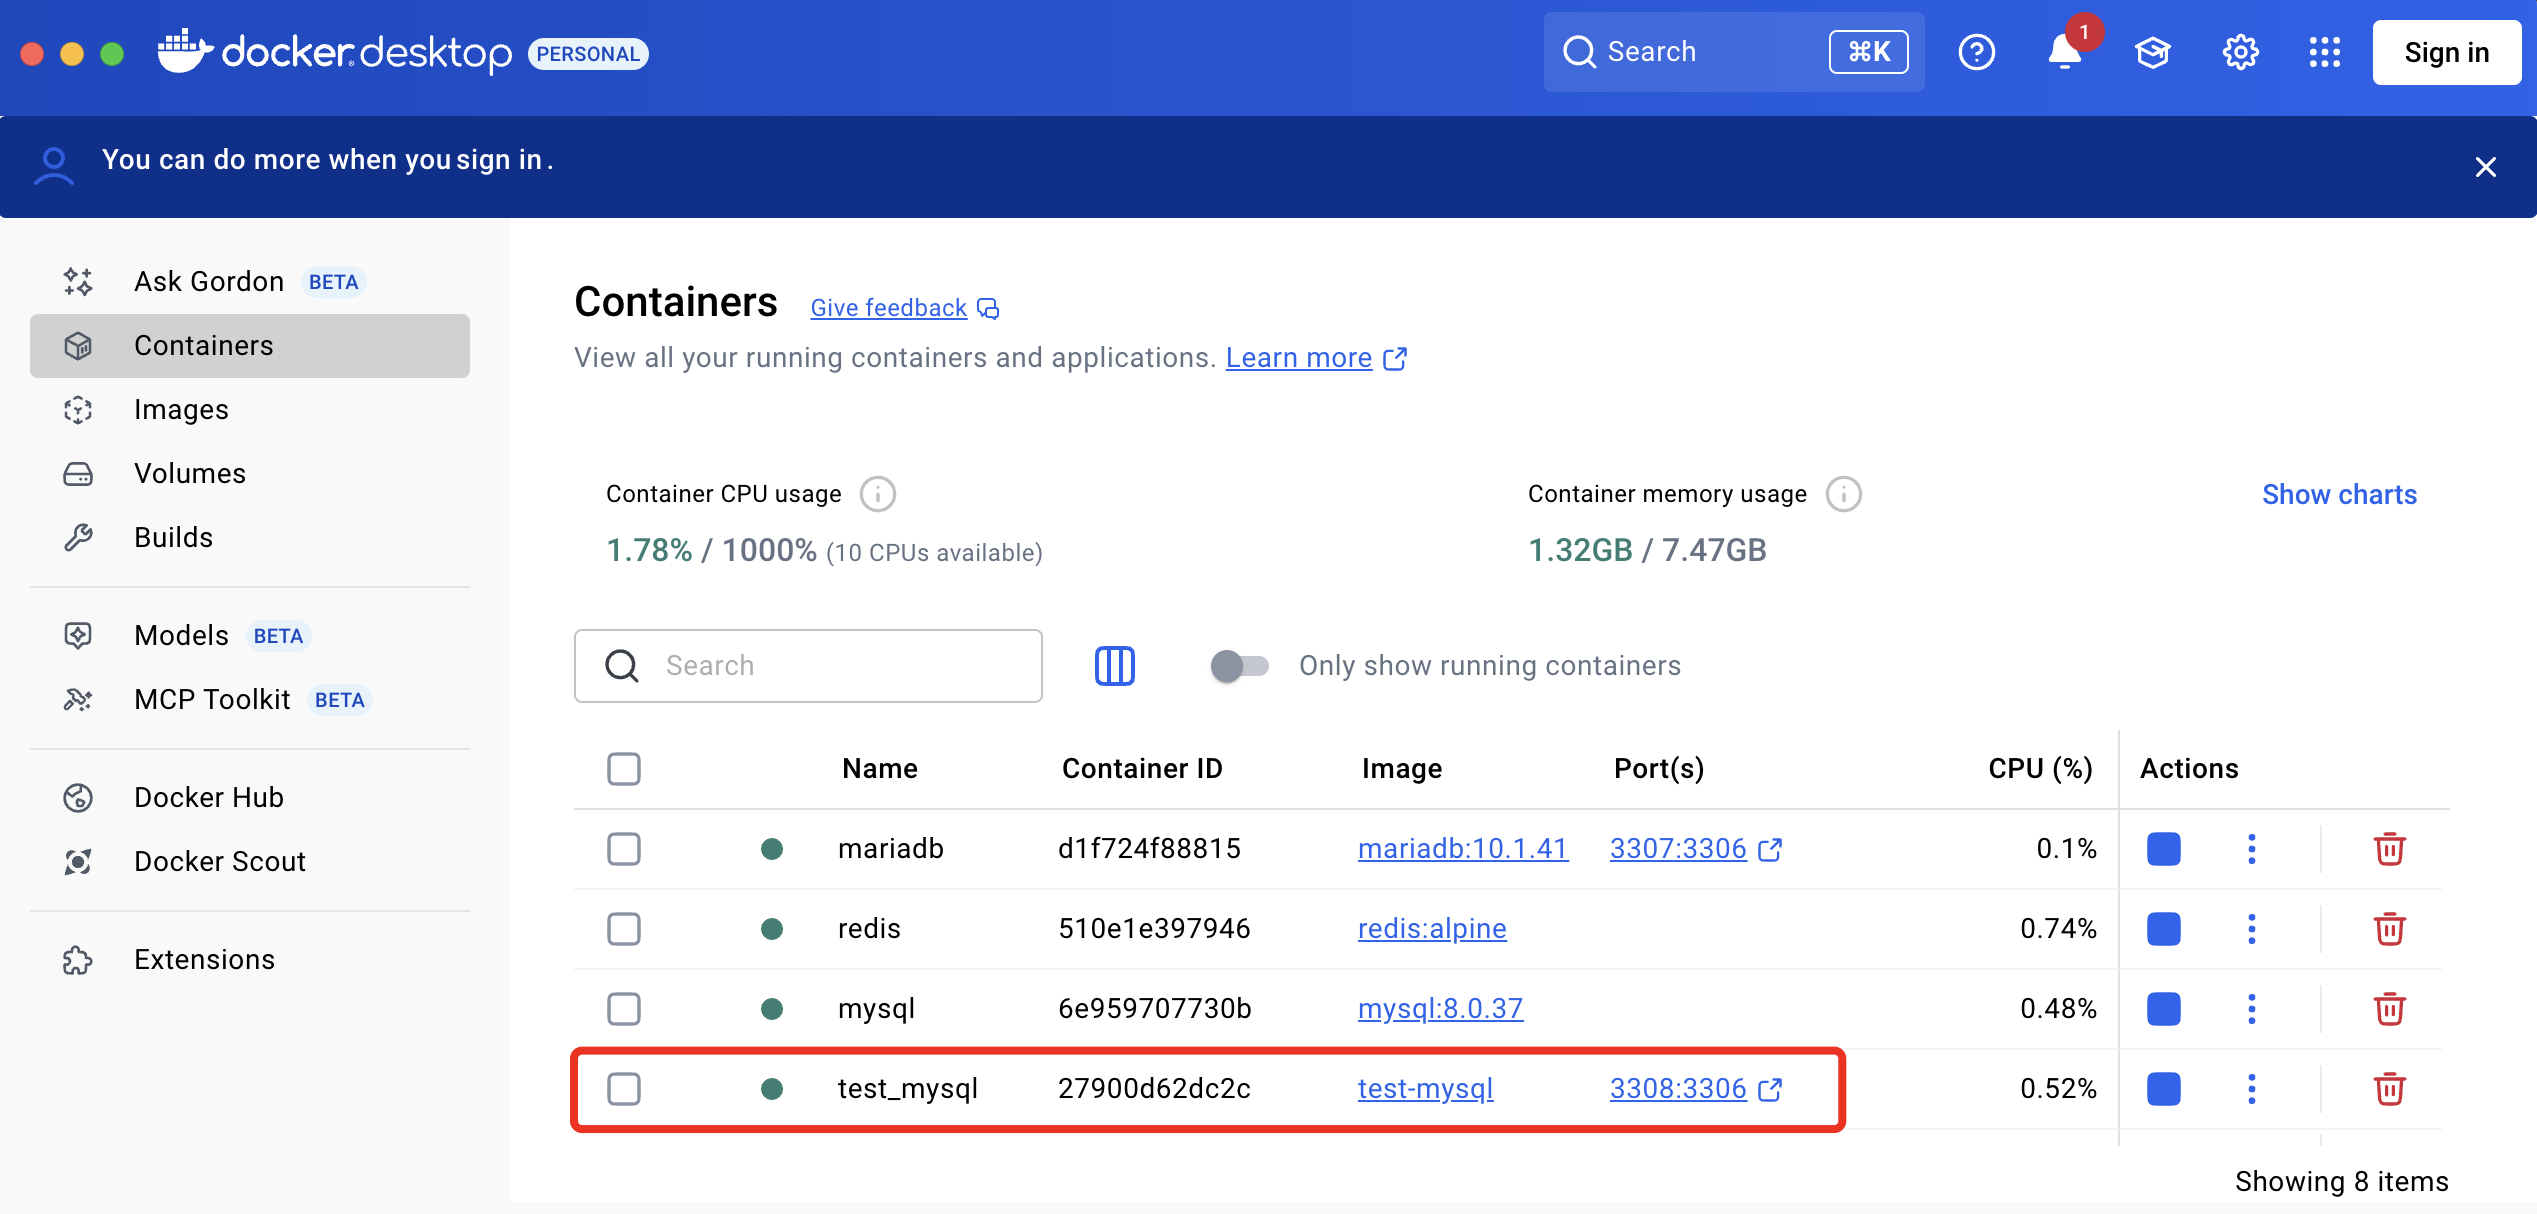 docker desktop PERSONAL
Search ⌘K
1
Sign in
You can do more when you sign in.
Ask Gordon BETA
Containers
Images
Volumes
Builds
Models BETA
MCP Toolkit BETA
Docker Hub
Docker Scout
Extensions
Containers Give feedback
View all your running containers and applications. Learn more
Container CPU usage
1.78% / 1000% (10 CPUs available)
Container memory usage
1.32GB / 7.47GB
Show charts
Search
Only show running containers
Name Container ID Image Port(s) CPU (%) Actions
mariadb d1f724f88815 mariadb:10.1.41 3307:3306 0.1%
redis 510e1e397946 redis:alpine 0.74%
mysql 6e959707730b mysql:8.0.37 0.48%
test_mysql 27900d62dc2c test-mysql 3308:3306 0.52%
Showing 8 items